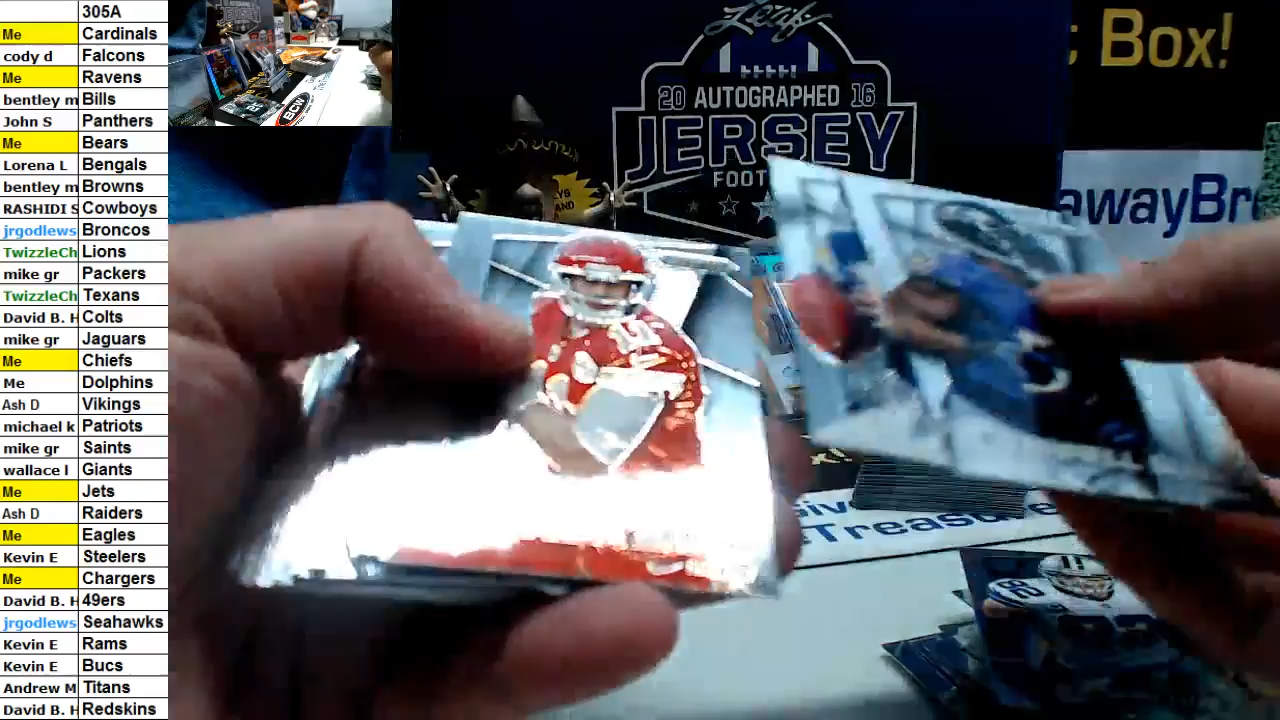 305A
Me Cardinals
cody d Falcons
Me Ravens
bentley m Bills
John S Panthers
Me Bears
Lorena L Bengals
bentley m Browns
RASHIDI S Cowboys
jrgodlews Broncos
TwizzleCh Lions
mike gr Packers
TwizzleCh Texans
David B. H Colts
mike gr Jaguars
Me Chiefs
Me Dolphins
Ash D Vikings
michael k Patriots
mike gr Saints
wallace l Giants
Me Jets
Ash D Raiders
Me Eagles
Kevin E Steelers
Me Chargers
David B. H 49ers
jrgodlews Seahawks
Kevin E Rams
Kevin E Bucs
Andrew M Titans
David B. H Redskins
BCW
Leaf
20 AUTOGRAPHED 16
JERSEY
FOOT
Box!
awayBr
Treasure